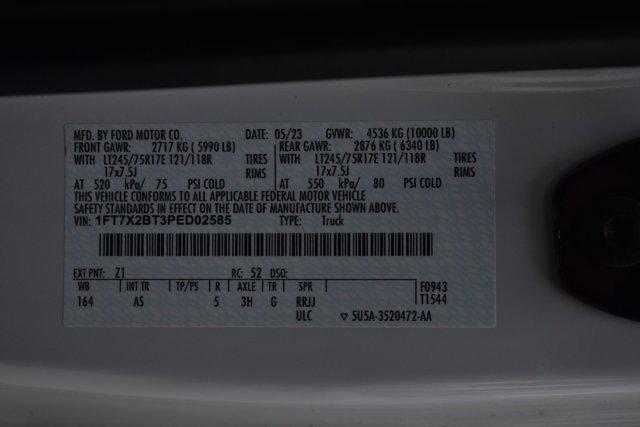 MFD. BY FORD MOTOR CO. DATE: 05/23 GVWR: 4536 KG (10000 LB)
FRONT GAWR: 2717 KG ( 5990 LB) REAR GAWR: 2876 KG ( 6340 LB)
WITH LT245/75R17E 121/118R TIRES WITH LT245/75R17E 121/118R TIRES
17x7.5J RIMS 17x7.5J RIMS
AT 520 kPa/ 75 PSI COLD AT 550 kPa/ 80 PSI COLD
THIS VEHICLE CONFORMS TO ALL APPLICABLE FEDERAL MOTOR VEHICLE
SAFETY STANDARDS IN EFFECT ON THE DATE OF MANUFACTURE SHOWN ABOVE.
VIN: 1FT7X2BT3PED02585 TYPE: Truck
EXT PNT: Z1 RC: 52 DSO:
WB INT TR TP/PS R AXLE TR SPR F0943
164 AS 5 3H G RRJJ T1544
ULC ▽ 5U5A-3520472-AA